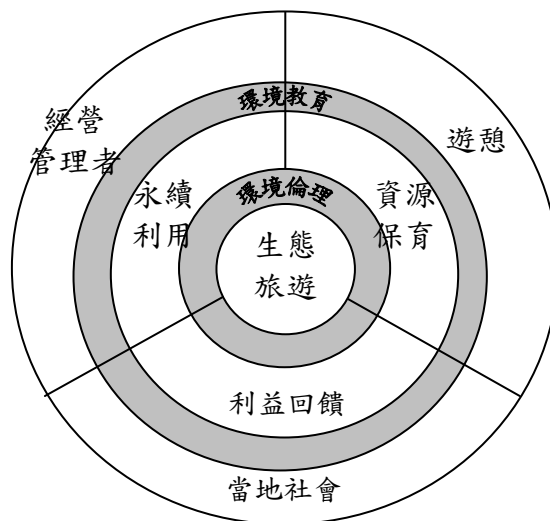 環境教育
經營
管理者
遊憩
環境倫理
永續
利用
資源
保育
生態
旅遊
利益回饋
當地社會